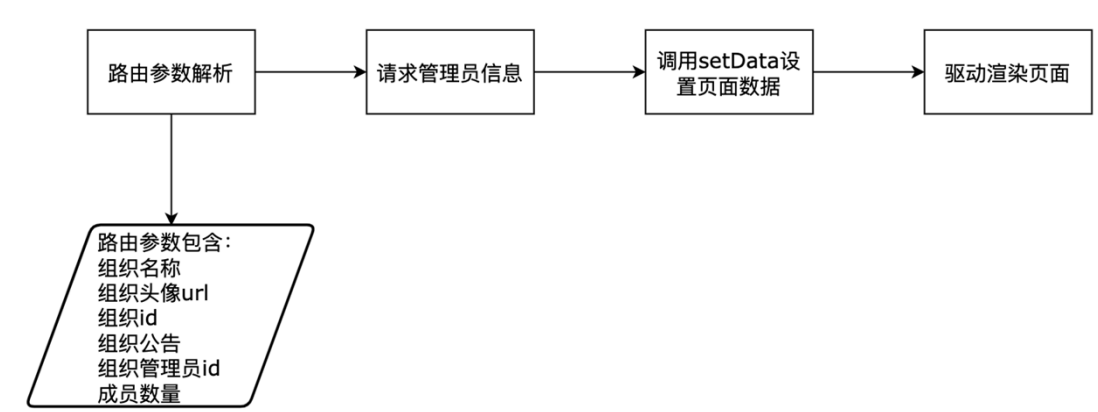 路由参数解析
请求管理员信息
调用setData设
置页面数据
驱动渲染页面
路由参数包含:
组织名称
组织头像url
组织id
组织公告
组织管理员id
成员数量